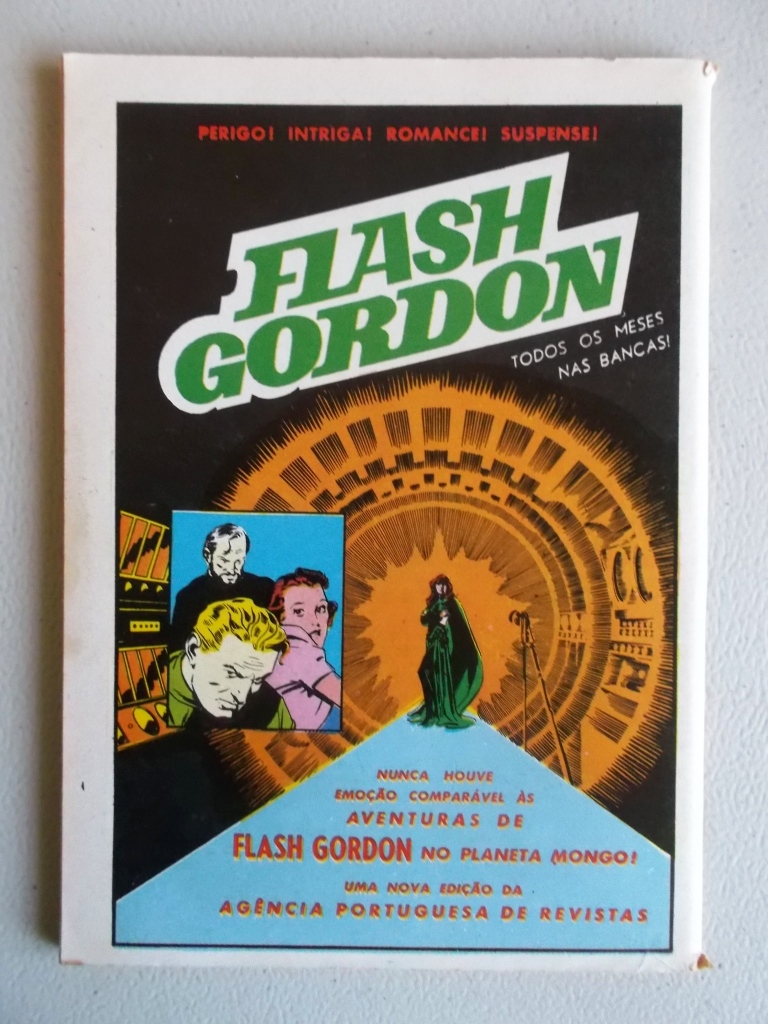 PERIGO! INTRIGA! ROMANCE! SUSPENSE!
FLASH
GORDON
TODOS OS MESES
NAS BANCAS!
NUNCA HOUVE
EMOÇÃO COMPARÁVEL ÀS
AVENTURAS DE
FLASH GORDON NO PLANETA MONGO!
UMA NOVA EDIÇÃO DA
AGÊNCIA PORTUGUESA DE REVISTAS